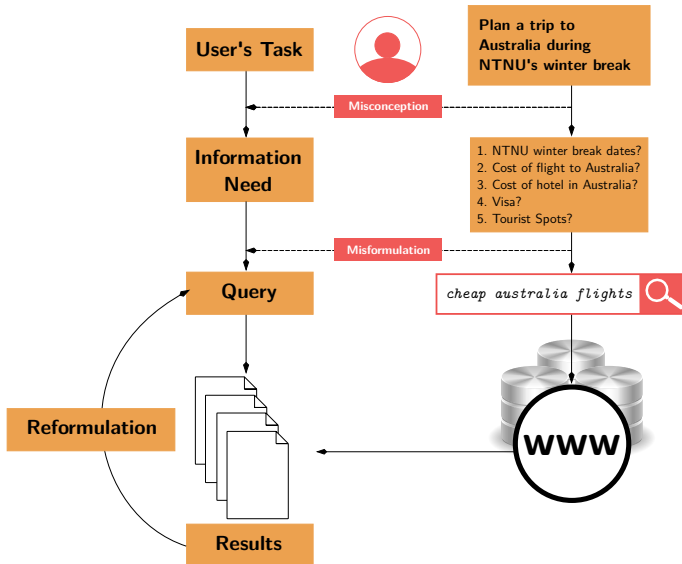 User's Task
Plan a trip to
Australia during
NTNU's winter break
Misconception
Information
Need
1. NTNU winter break dates?
2. Cost of flight to Australia?
3. Cost of hotel in Australia?
4. Visa?
5. Tourist Spots?
Misformulation
Query
cheap australia flights
Reformulation
www
Results